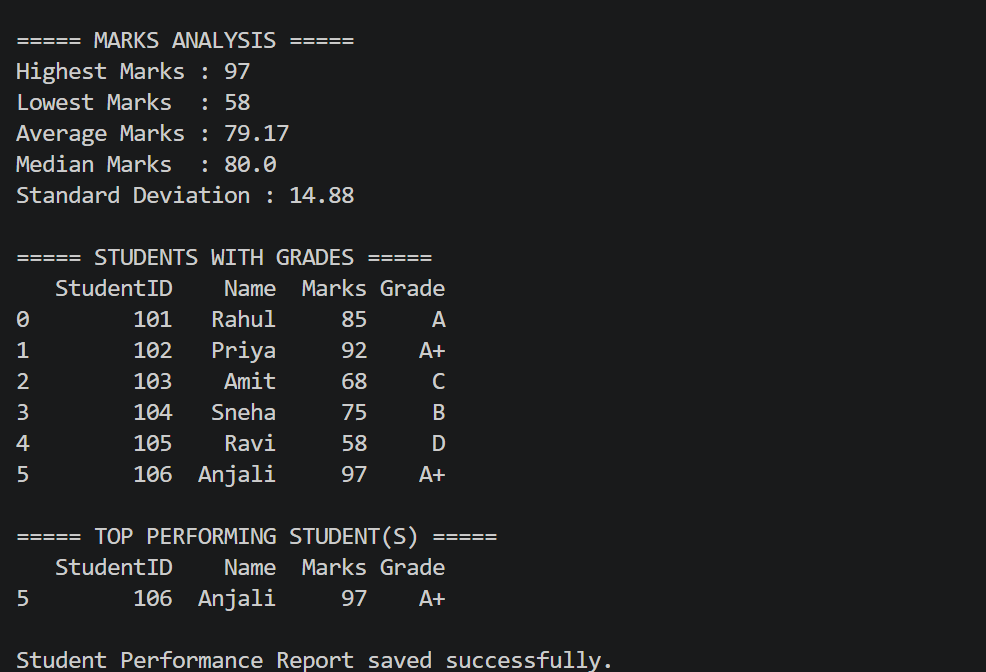 ===== MARKS ANALYSIS =====
Highest Marks : 97
Lowest Marks  : 58
Average Marks : 79.17
Median Marks  : 80.0
Standard Deviation : 14.88

===== STUDENTS WITH GRADES =====
   StudentID    Name  Marks Grade
0        101   Rahul     85     A
1        102   Priya     92    A+
2        103    Amit     68     C
3        104   Sneha     75     B
4        105    Ravi     58     D
5        106  Anjali     97    A+

===== TOP PERFORMING STUDENT(S) =====
   StudentID    Name  Marks Grade
5        106  Anjali     97    A+

Student Performance Report saved successfully.